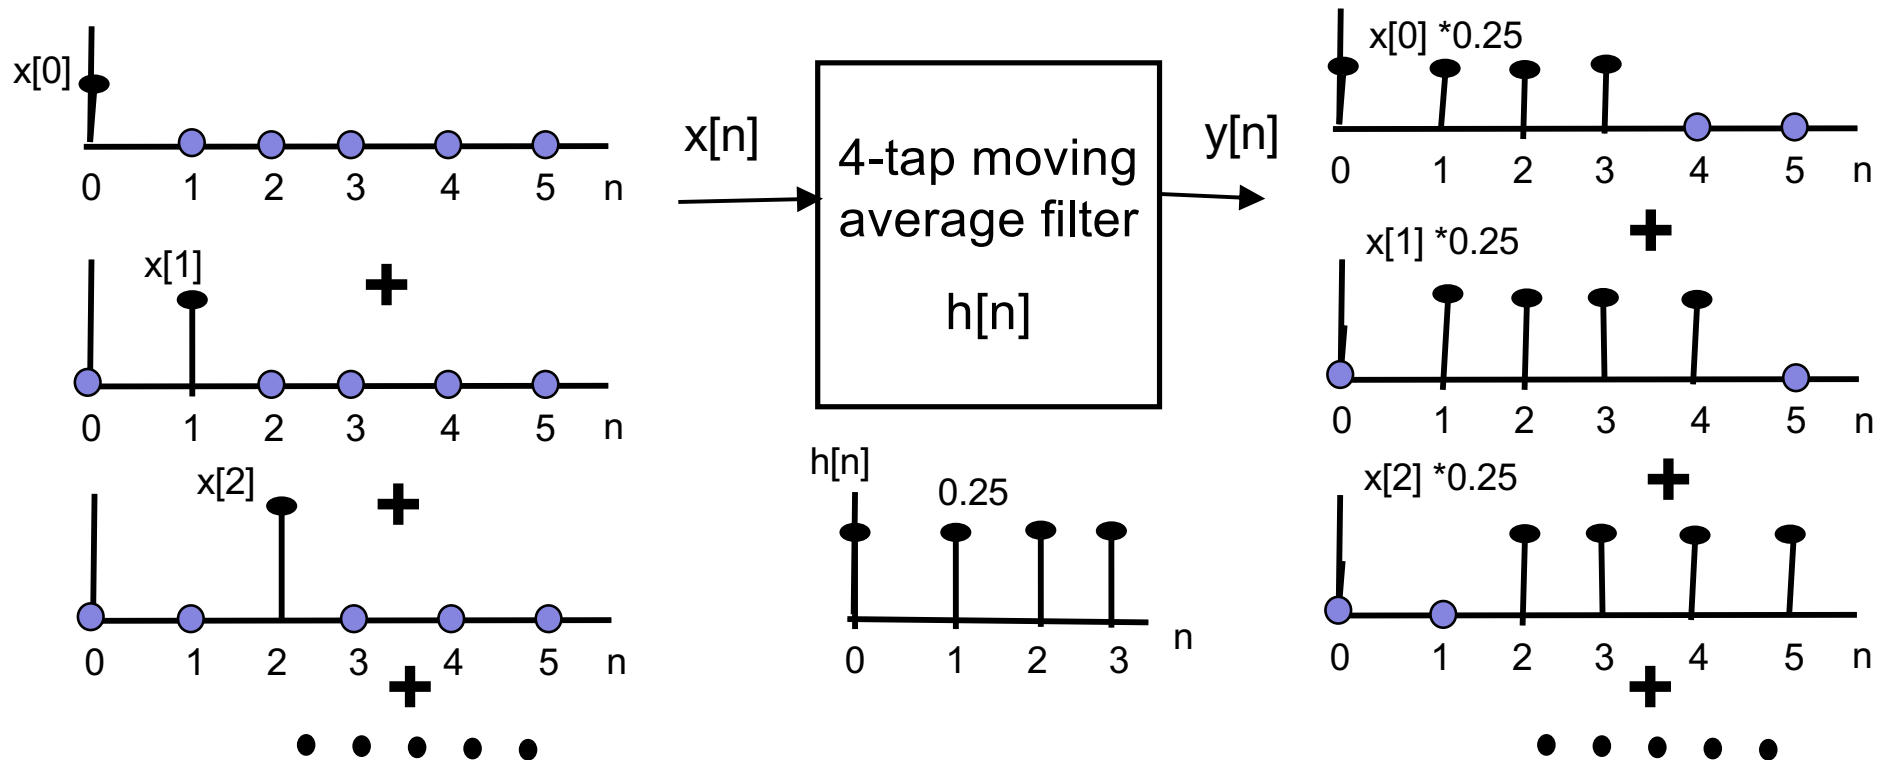 x[0]
0 1 2 3 4 5 n
x[1]
0 1 2 3 4 5 n
x[2]
0 1 2 3 4 5 n
x[n]
4-tap moving
average filter
h[n]
y[n]
h[n]
0.25
0 1 2 3 n
x[0] *0.25
0 1 2 3 4 5 n
x[1] *0.25
0 1 2 3 4 5 n
x[2] *0.25
0 1 2 3 4 5 n